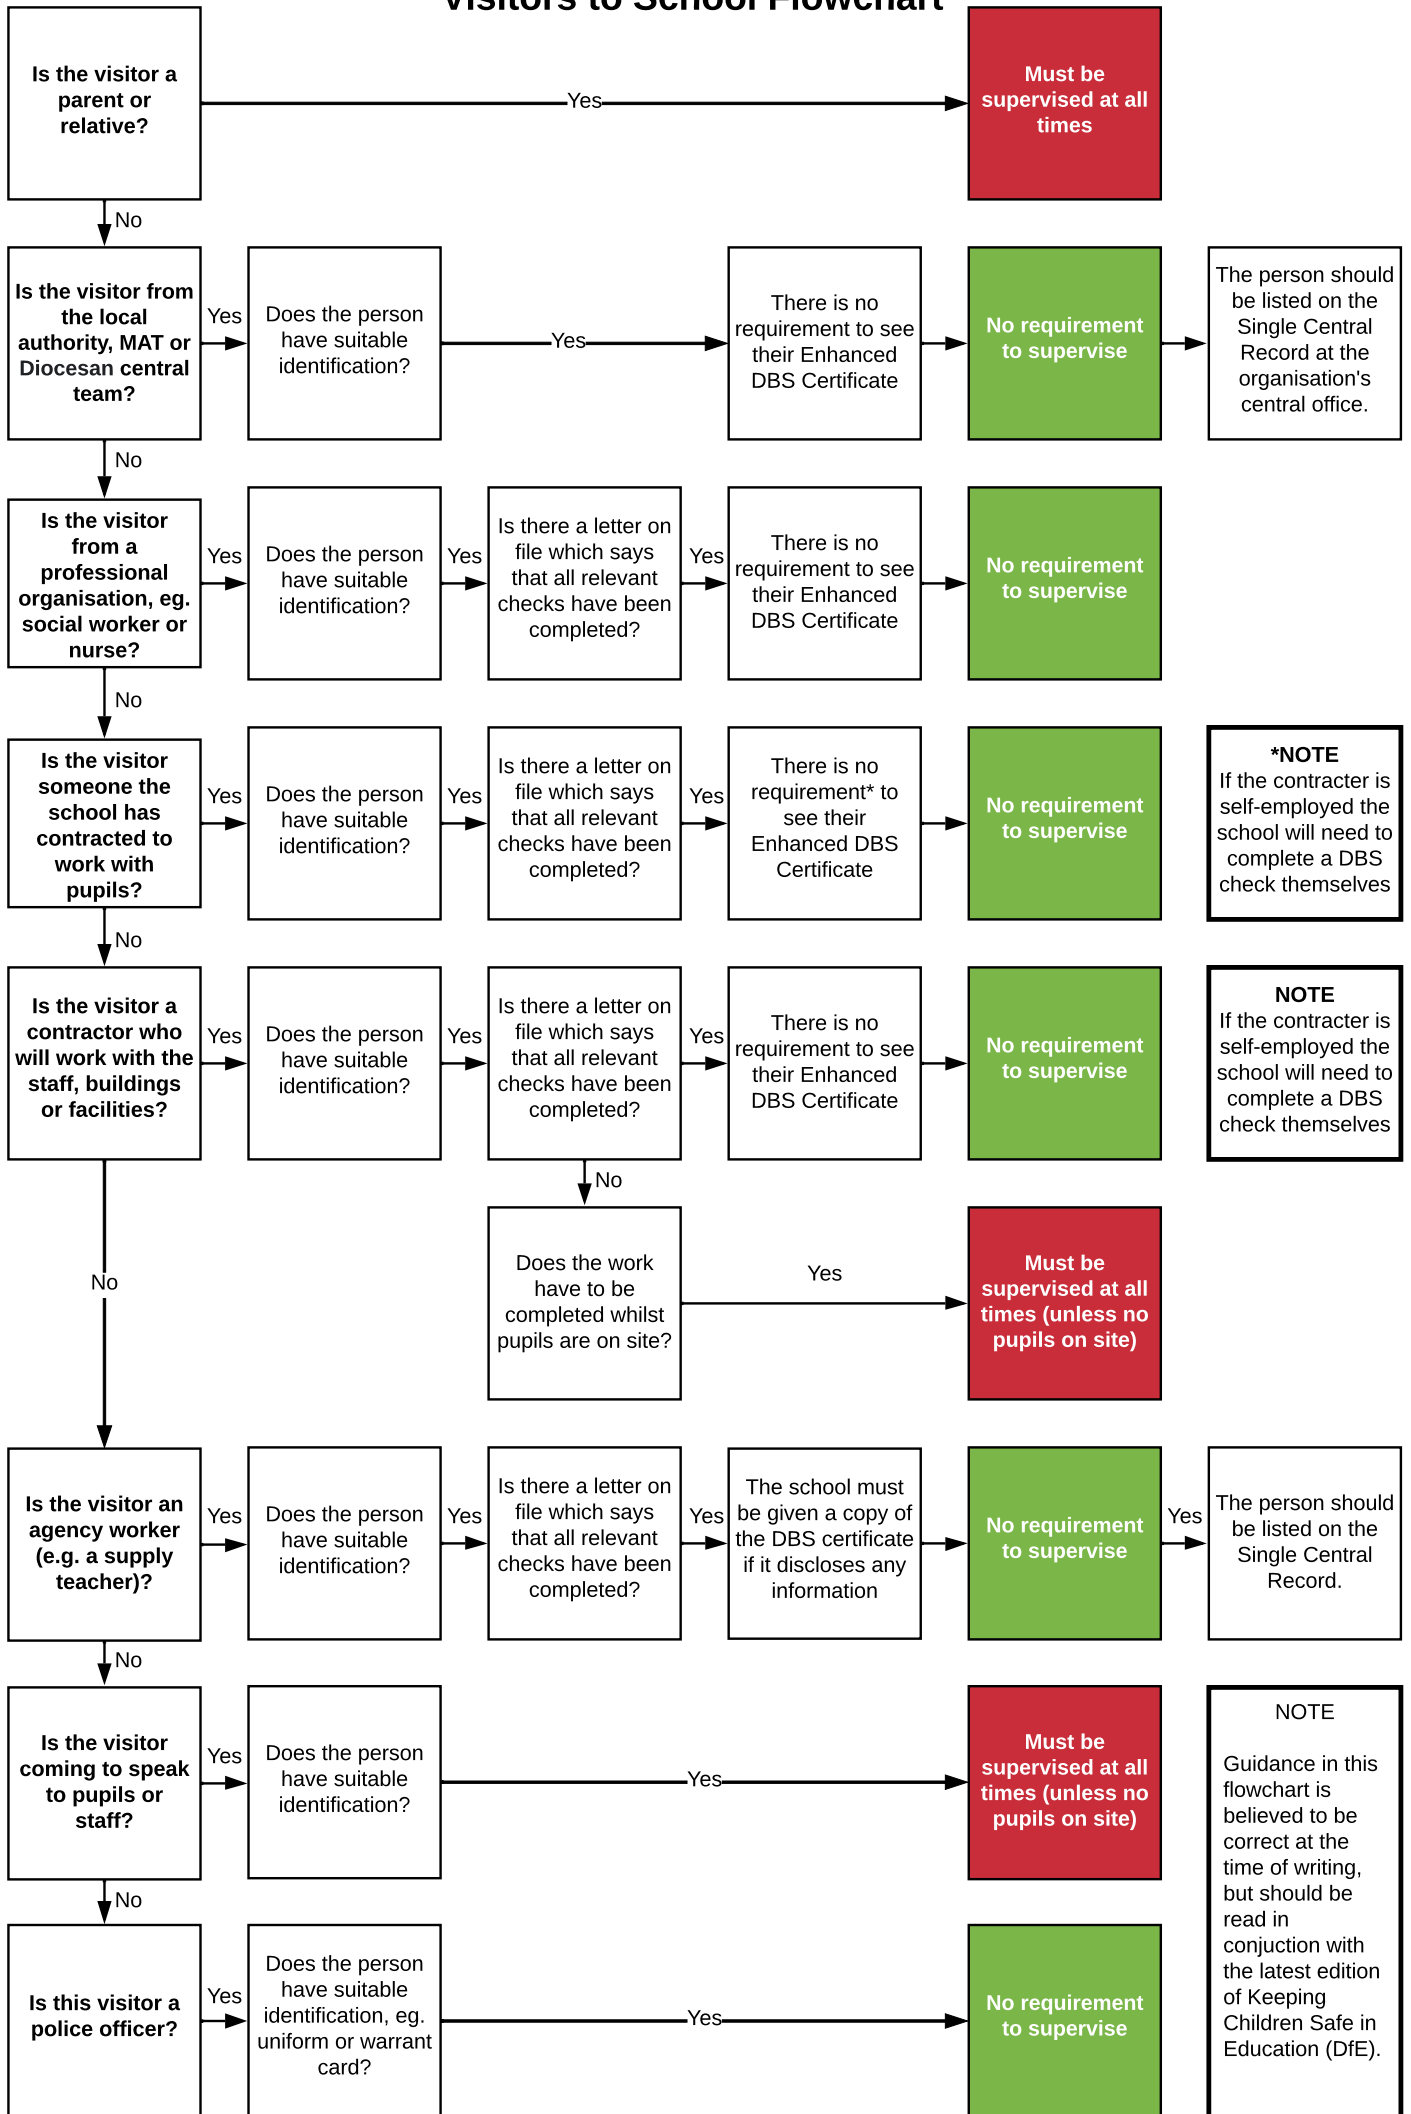 Visitors to School Flowchart
Is the visitor a
parent or
relative?
Yes
Must be
supervised at all
times
No
Is the visitor from
the local
authority, MAT or
Diocesan central
team?
Yes
Does the person
have suitable
identification?
Yes
There is no
requirement to see
their Enhanced
DBS Certificate
No requirement
to supervise
The person should
be listed on the
Single Central
Record at the
organisation's
central office.
No
Is the visitor
from a
professional
organisation, eg.
social worker or
nurse?
Yes
Does the person
have suitable
identification?
Yes
Is there a letter on
file which says
that all relevant
checks have been
completed?
Yes
There is no
requirement to see
their Enhanced
DBS Certificate
No requirement
to supervise
No
Is the visitor
someone the
school has
contracted to
work with
pupils?
Yes
Does the person
have suitable
identification?
Yes
Is there a letter on
file which says
that all relevant
checks have been
completed?
Yes
There is no
requirement* to
see their
Enhanced DBS
Certificate
No requirement
to supervise
*NOTE
If the contracter is
self-employed the
school will need to
complete a DBS
check themselves
No
Is the visitor a
contractor who
will work with the
staff, buildings
or facilities?
Yes
Does the person
have suitable
identification?
Yes
Is there a letter on
file which says
that all relevant
checks have been
completed?
Yes
There is no
requirement to see
their Enhanced
DBS Certificate
No requirement
to supervise
NOTE
If the contracter is
self-employed the
school will need to
complete a DBS
check themselves
No
Does the work
have to be
completed whilst
pupils are on site?
Yes
Must be
supervised at all
times (unless no
pupils on site)
No
Is the visitor an
agency worker
(e.g. a supply
teacher)?
Yes
Does the person
have suitable
identification?
Yes
Is there a letter on
file which says
that all relevant
checks have been
completed?
Yes
The school must
be given a copy of
the DBS certificate
if it discloses any
information
No requirement
to supervise
Yes
The person should
be listed on the
Single Central
Record.
No
Is the visitor
coming to speak
to pupils or
staff?
Yes
Does the person
have suitable
identification?
Yes
Must be
supervised at all
times (unless no
pupils on site)
No
Is this visitor a
police officer?
Yes
Does the person
have suitable
identification, eg.
uniform or warrant
card?
Yes
No requirement
to supervise
NOTE
Guidance in this
flowchart is
believed to be
correct at the
time of writing,
but should be
read in
conjuction with
the latest edition
of Keeping
Children Safe in
Education (DfE).